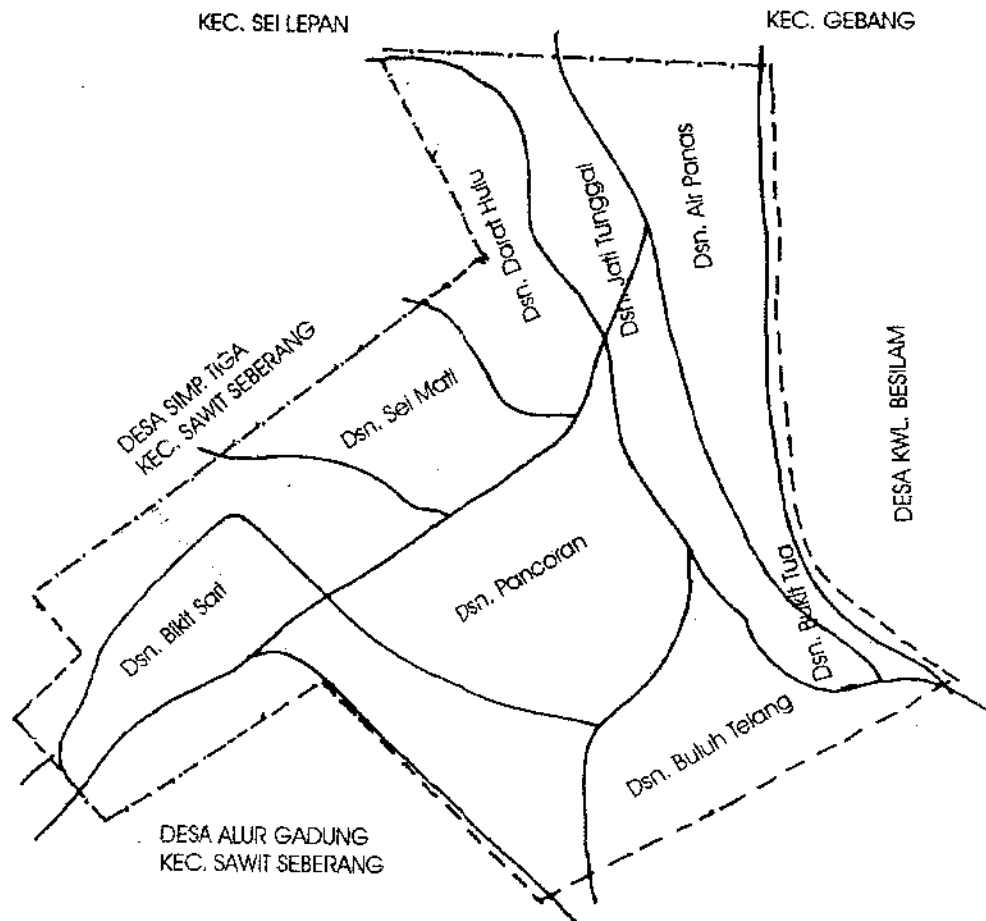 KEC. SEI LEPAN
KEC. GEBANG
Dsn. Darat Hulu
Dsn. Jati Tunggal
Dsn. Air Panas
DESA SIMP. TIGA
KEC. SAWIT SEBERANG
Dsn. Sei Mati
DESA KWL. BESILAM
Dsn. Bikit Sari
Dsn. Pancoran
Dsn. Bukit Tua
Dsn. Buluh Telang
DESA ALUR GADUNG
KEC. SAWIT SEBERANG